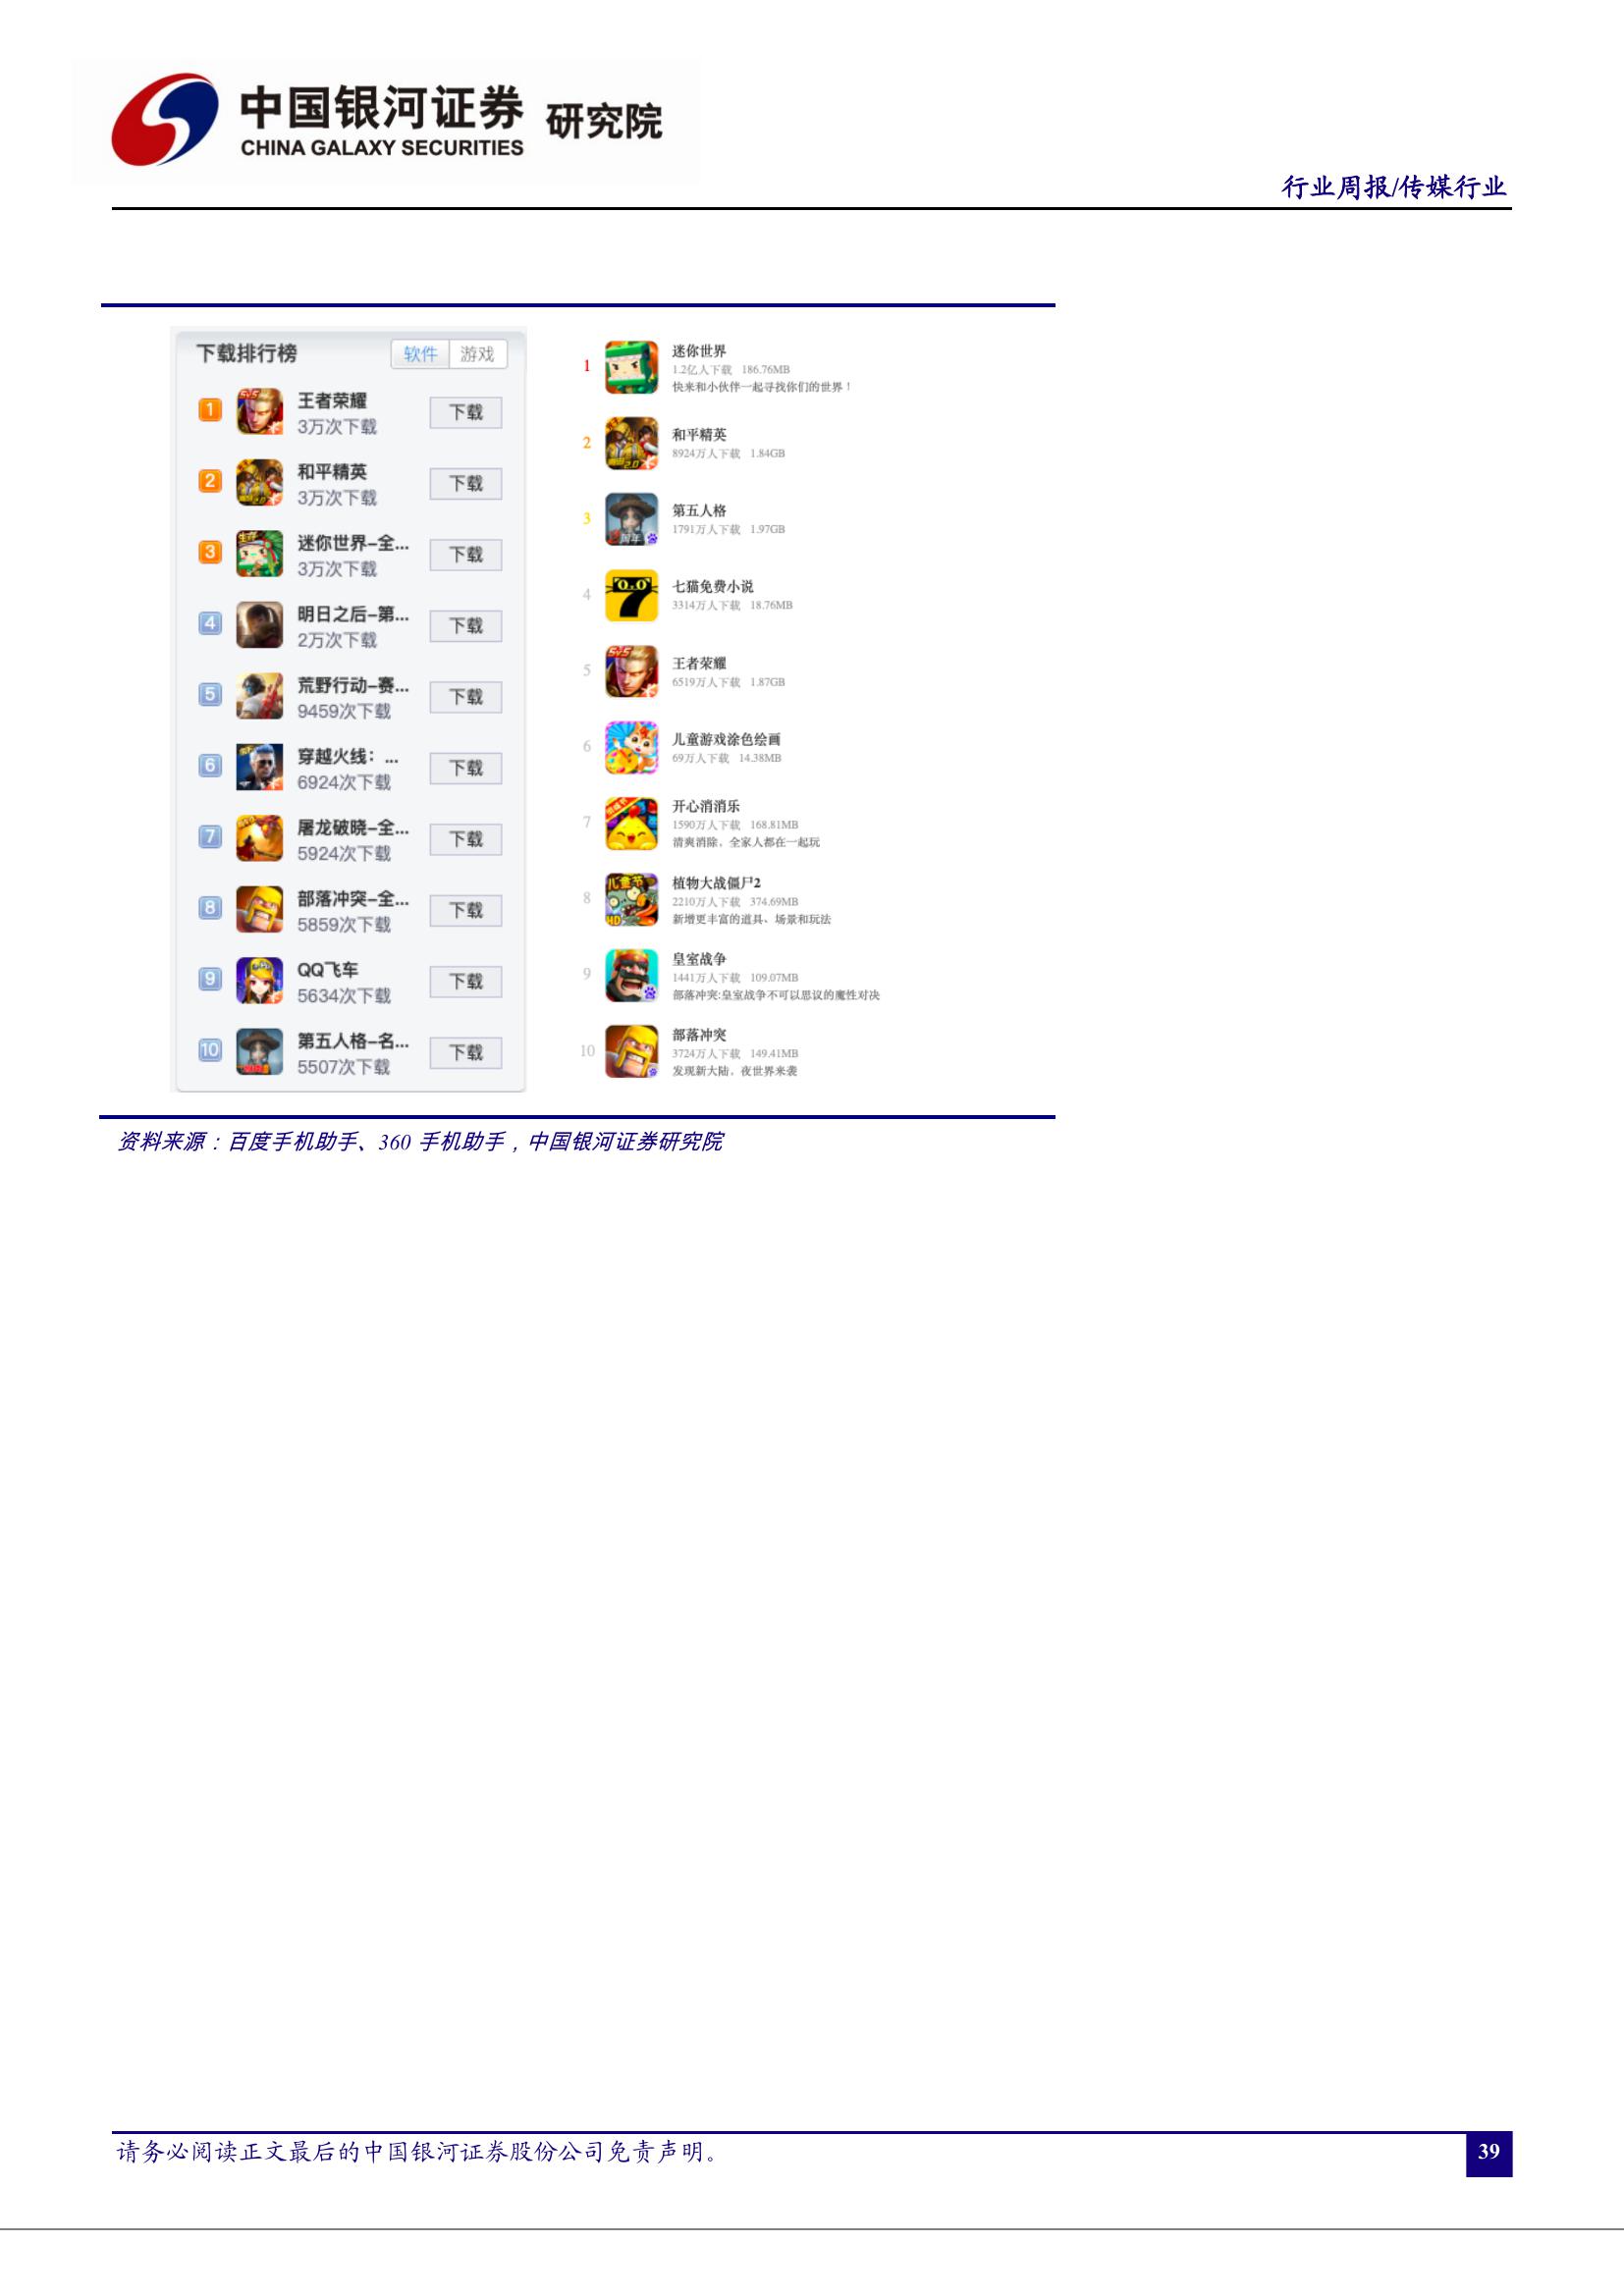 中国银河证券 研究院
CHINA GALAXY SECURITIES
行业周报/传媒行业
下载排行榜 软件 游戏
1 王者荣耀
3万次下载 下载
2 和平精英
3万次下载 下载
3 迷你世界-全...
3万次下载 下载
4 明日之后-第...
2万次下载 下载
5 荒野行动-赛...
9459次下载 下载
6 穿越火线：...
6924次下载 下载
7 屠龙破晓-全...
5924次下载 下载
8 部落冲突-全...
5859次下载 下载
9 QQ飞车
5634次下载 下载
10 第五人格-名...
5507次下载 下载
1 迷你世界
1.2亿人下载 186.76MB
快来和小伙伴一起寻找你们的世界！
2 和平精英
8924万人下载 1.84GB
3 第五人格
1791万人下载 1.97GB
4 七猫免费小说
3314万人下载 18.76MB
5 王者荣耀
6519万人下载 1.87GB
6 儿童游戏涂色绘画
69万人下载 14.38MB
7 开心消消乐
1590万人下载 168.81MB
清爽消除，全家人都在一起玩
8 植物大战僵尸2
2210万人下载 374.69MB
新增更丰富的道具、场景和玩法
9 皇室战争
1441万人下载 109.07MB
部落冲突:皇室战争不可以思议的魔性对决
10 部落冲突
3724万人下载 149.41MB
发现新大陆，夜世界来袭
资料来源：百度手机助手、360 手机助手，中国银河证券研究院
请务必阅读正文最后的中国银河证券股份公司免责声明。
39